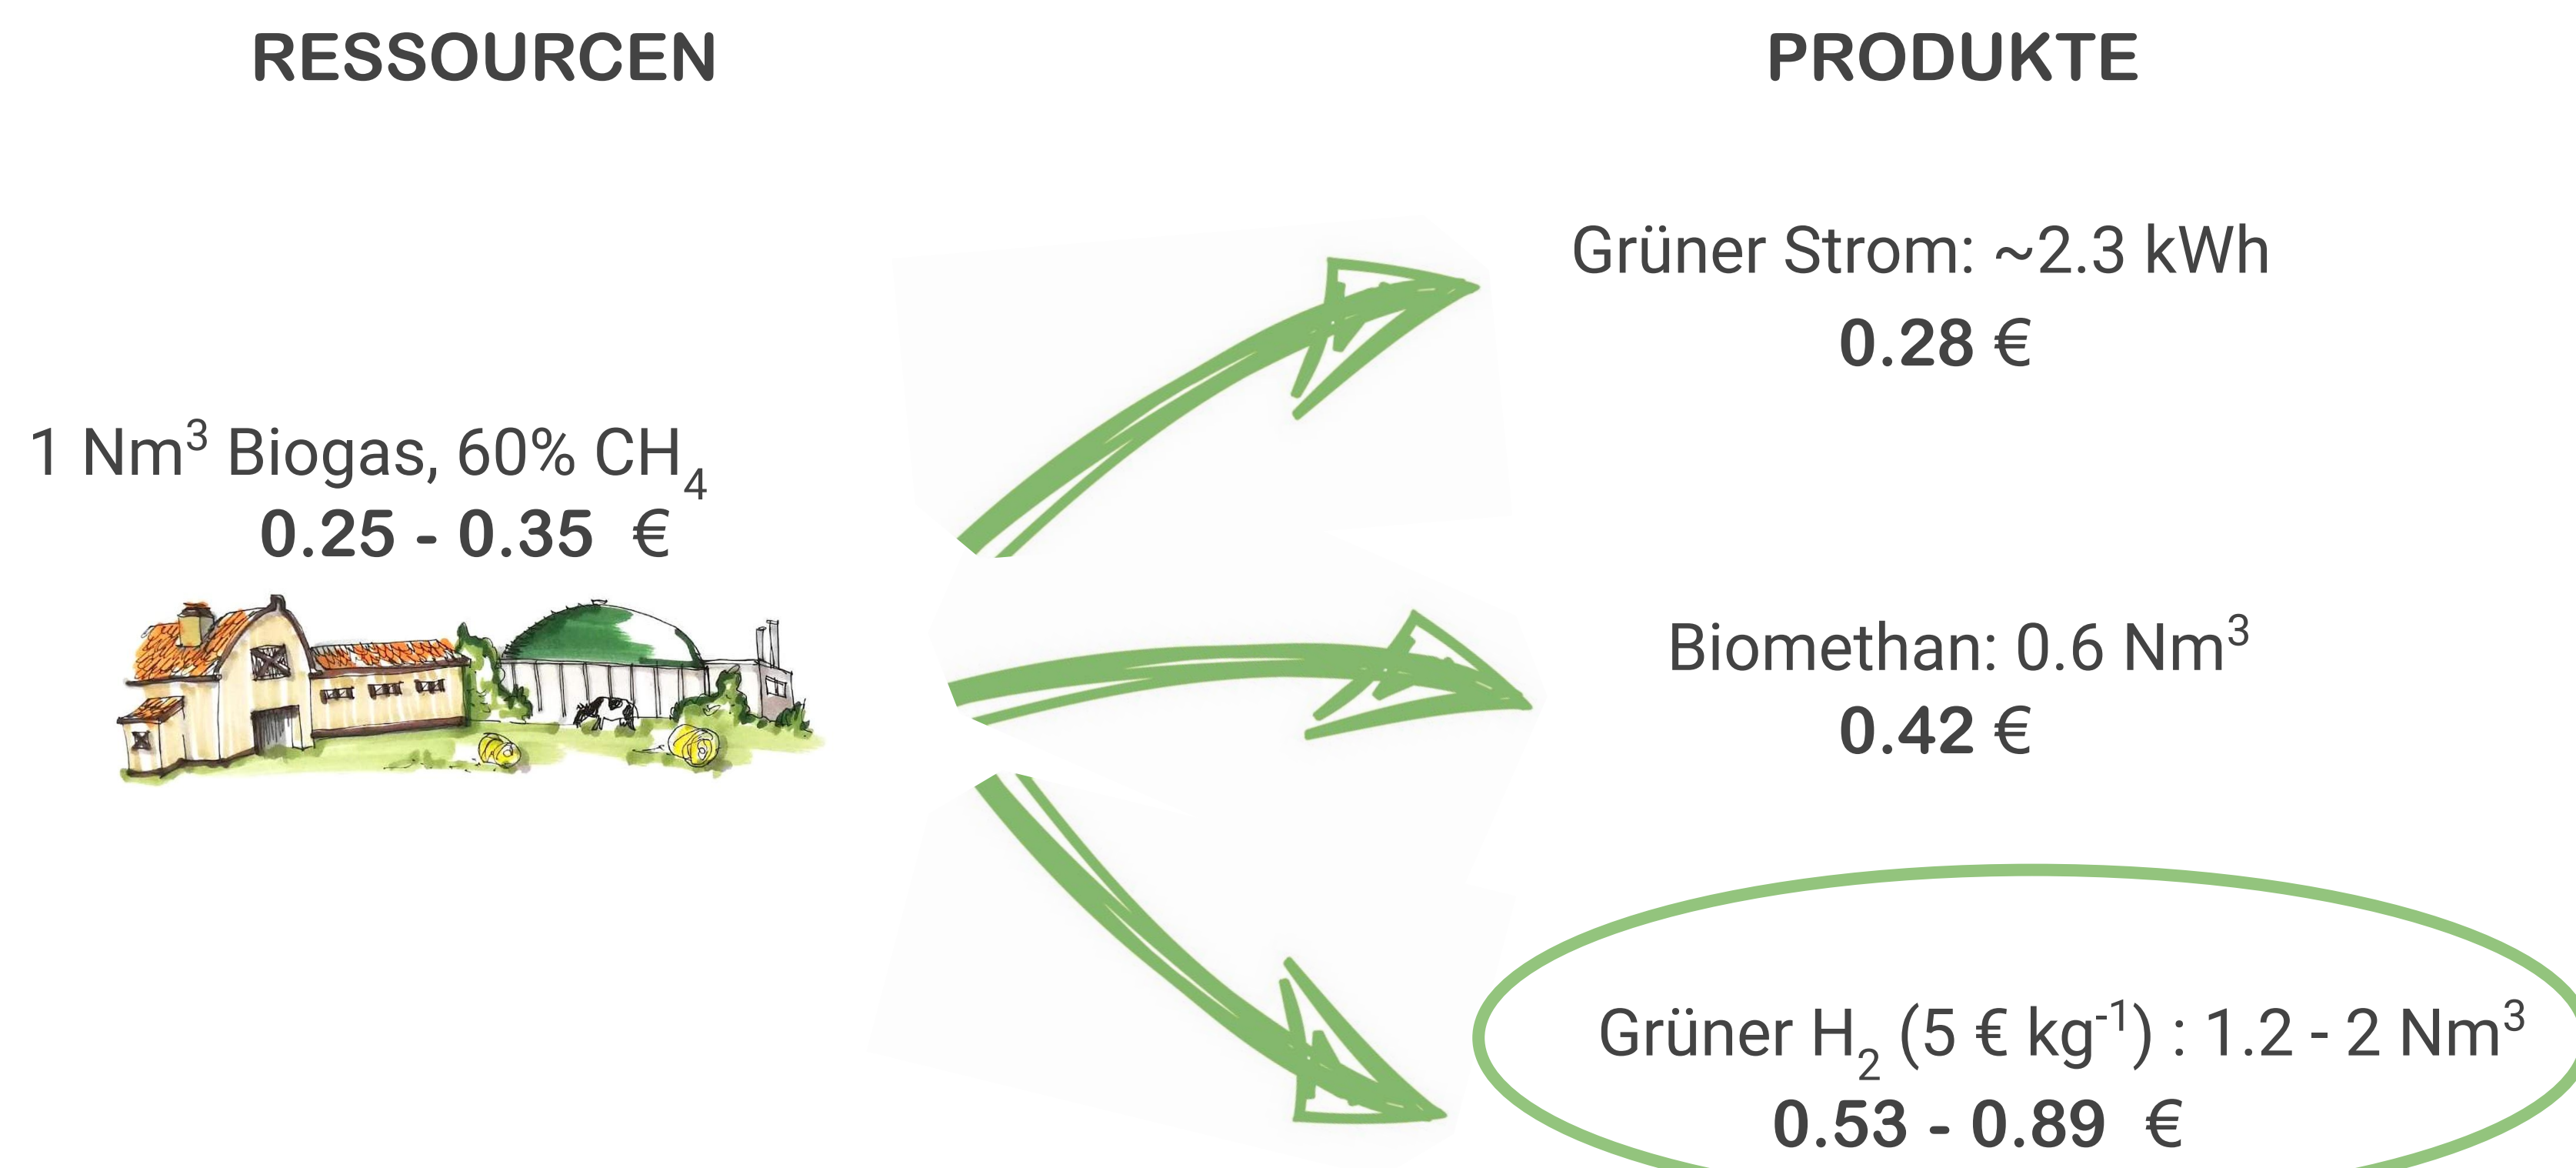 RESSOURCEN
PRODUKTE
1 Nm³ Biogas, 60% CH₄
0.25 - 0.35 €
Grüner Strom: ~2.3 kWh
0.28 €
Biomethan: 0.6 Nm³
0.42 €
Grüner H₂ (5 € kg⁻¹) : 1.2 - 2 Nm³
0.53 - 0.89 €